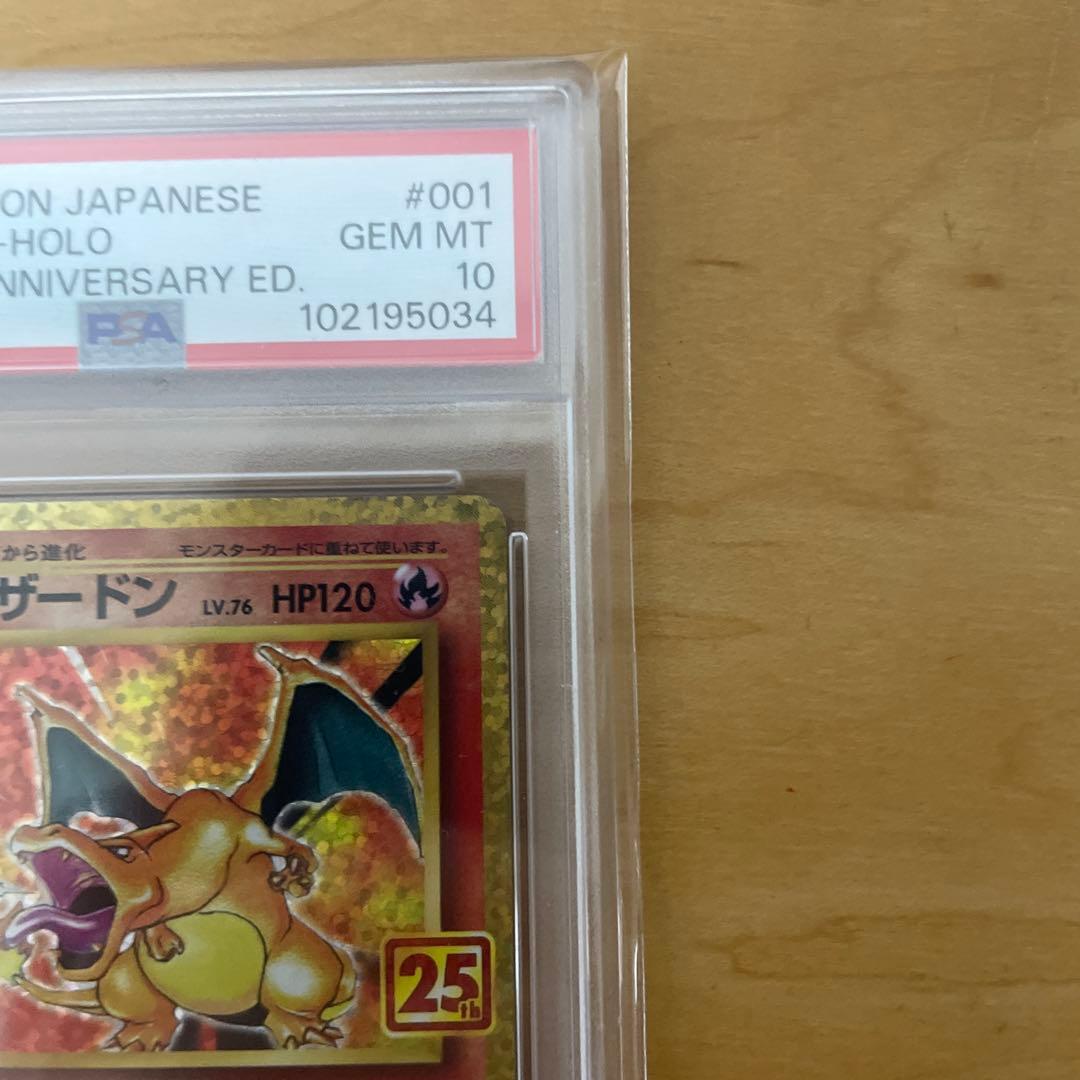 ON JAPANESE #001
-HOLO GEM MT
NNIVERSARY ED. 10
PSA 102195034
から進化 モンスターカードに重ねて使います。
ザードン LV.76 HP120
25th